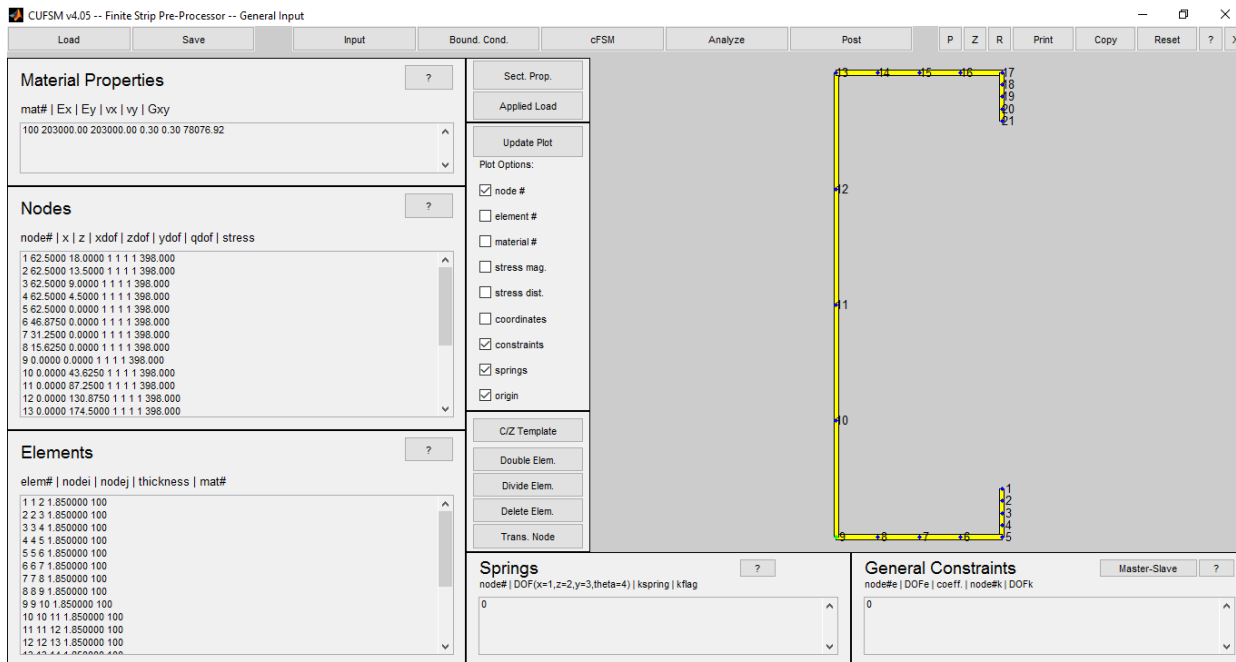 CUFSM v4.05 -- Finite Strip Pre-Processor -- General Input
Load Save Input Bound. Cond. cFSM Analyze Post P Z R Print Copy Reset ? X
Material Properties ?
mat# | Ex | Ey | vx | vy | Gxy
100 203000.00 203000.00 0.30 0.30 78076.92
Nodes ?
node# | x | z | xdof | zdof | ydof | qdof | stress
1 62.5000 18.0000 1 1 1 1 398.000
2 62.5000 13.5000 1 1 1 1 398.000
3 62.5000 9.0000 1 1 1 1 398.000
4 62.5000 4.5000 1 1 1 1 398.000
5 62.5000 0.0000 1 1 1 1 398.000
6 46.8750 0.0000 1 1 1 1 398.000
7 31.2500 0.0000 1 1 1 1 398.000
8 15.6250 0.0000 1 1 1 1 398.000
9 0.0000 0.0000 1 1 1 1 398.000
10 0.0000 43.6250 1 1 1 1 398.000
11 0.0000 87.2500 1 1 1 1 398.000
12 0.0000 130.8750 1 1 1 1 398.000
13 0.0000 174.5000 1 1 1 1 398.000
Elements ?
elem# | nodei | nodej | thickness | mat#
1 1 2 1.850000 100
2 2 3 1.850000 100
3 3 4 1.850000 100
4 4 5 1.850000 100
5 5 6 1.850000 100
6 6 7 1.850000 100
7 7 8 1.850000 100
8 8 9 1.850000 100
9 9 10 1.850000 100
10 10 11 1.850000 100
11 11 12 1.850000 100
12 12 13 1.850000 100
13 13 14 1.850000 100
Sect. Prop.
Applied Load
Update Plot
Plot Options:
node #
element #
material #
stress mag.
stress dist.
coordinates
constraints
springs
origin
C/Z Template
Double Elem.
Divide Elem.
Delete Elem.
Trans. Node
13 14 15 16 17
18
19
20
21
12
11
10
1
2
3
4
9 8 7 6 5
Springs ?
node# | DOF(x=1,z=2,y=3,theta=4) | kspring | kflag
0
General Constraints Master-Slave ?
node#e | DOFe | coeff. | node#k | DOFk
0